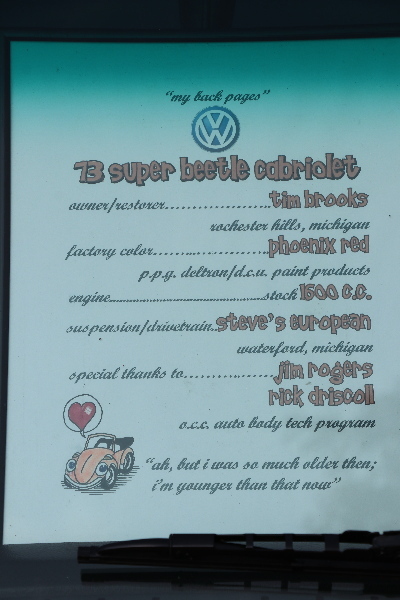 "my back pages"
73 super beetle cabriolet
owner/restorer....................tim brooks
rochester hills, michigan
factory color....................phoenix red
p.p.g. deltron/d.c.u. paint products
engine....................stock 1600 c.c.
suspension/drivetrain..steve's european
waterford, michigan
special thanks to....................jim rogers
rick driscoll
o.c.c. auto body tech program
"ah, but i was so much older then;
i'm younger than that now"